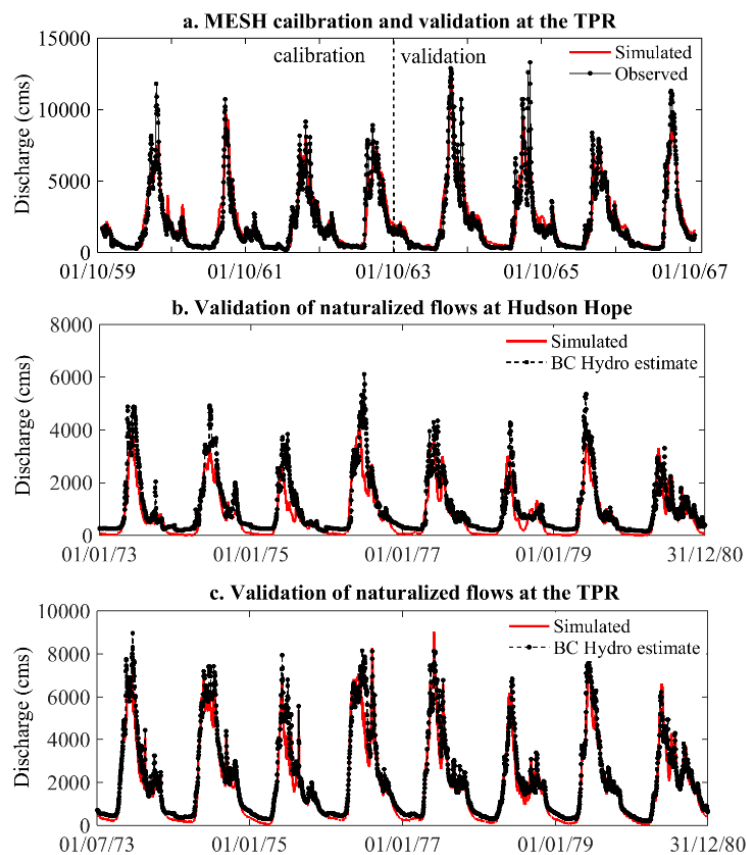 a. MESH cailbration and validation at the TPR
15000
10000
5000
0
Discharge (cms)
calibration
validation
Simulated
Observed
01/10/59
01/10/61
01/10/63
01/10/65
01/10/67
b. Validation of naturalized flows at Hudson Hope
8000
6000
4000
2000
0
Discharge (cms)
Simulated
BC Hydro estimate
01/01/73
01/01/75
01/01/77
01/01/79
31/12/80
c. Validation of naturalized flows at the TPR
10000
8000
6000
4000
2000
0
Discharge (cms)
Simulated
BC Hydro estimate
01/07/73
01/01/75
01/01/77
01/01/79
31/12/80